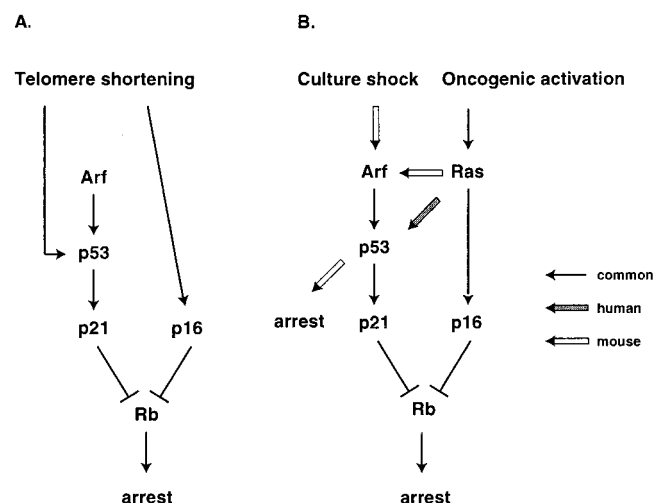 A.
Telomere shortening
Arf
p53
p21
p16
Rb
arrest
B.
Culture shock
Oncogenic activation
Arf
Ras
p53
arrest
p21
p16
Rb
arrest
common
human
mouse